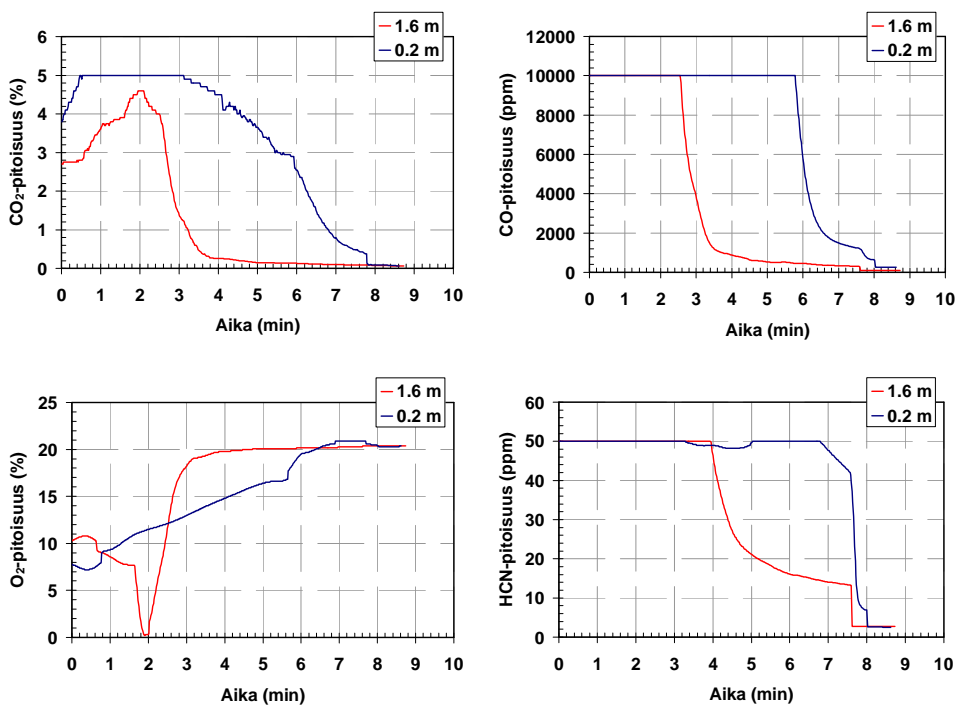 1.6 m
0.2 m
6
5
4
3
2
1
0
CO₂-pitoisuus (%)
0 1 2 3 4 5 6 7 8 9 10
Aika (min)
1.6 m
0.2 m
12000
10000
8000
6000
4000
2000
0
CO-pitoisuus (ppm)
0 1 2 3 4 5 6 7 8 9 10
Aika (min)
1.6 m
0.2 m
25
20
15
10
5
0
O₂-pitoisuus (%)
0 1 2 3 4 5 6 7 8 9 10
Aika (min)
1.6 m
0.2 m
60
50
40
30
20
10
0
HCN-pitoisuus (ppm)
0 1 2 3 4 5 6 7 8 9 10
Aika (min)